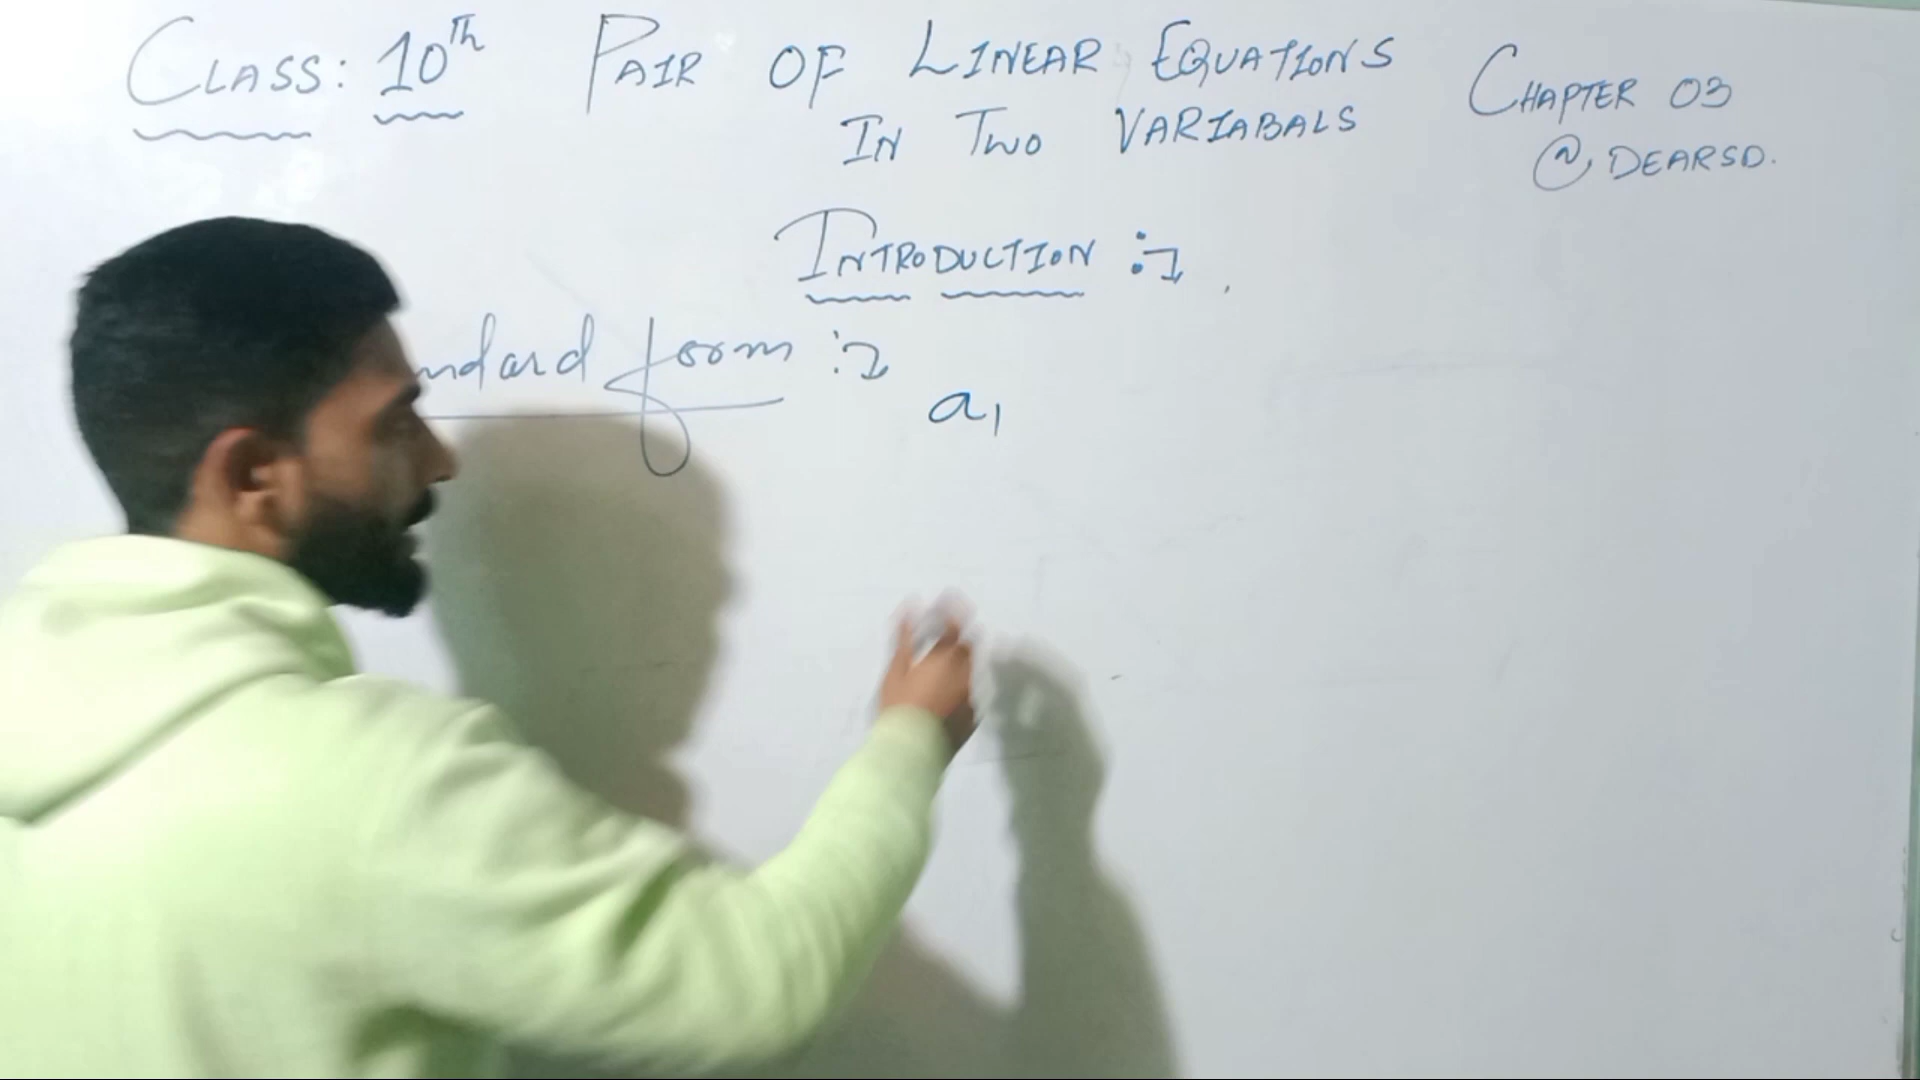 CLASS: 10th PAIR OF LINEAR EQUATIONS
IN TWO VARIABALS
CHAPTER 03
@DEARSD.
INTRODUCTION :-
ndard form :-
a1